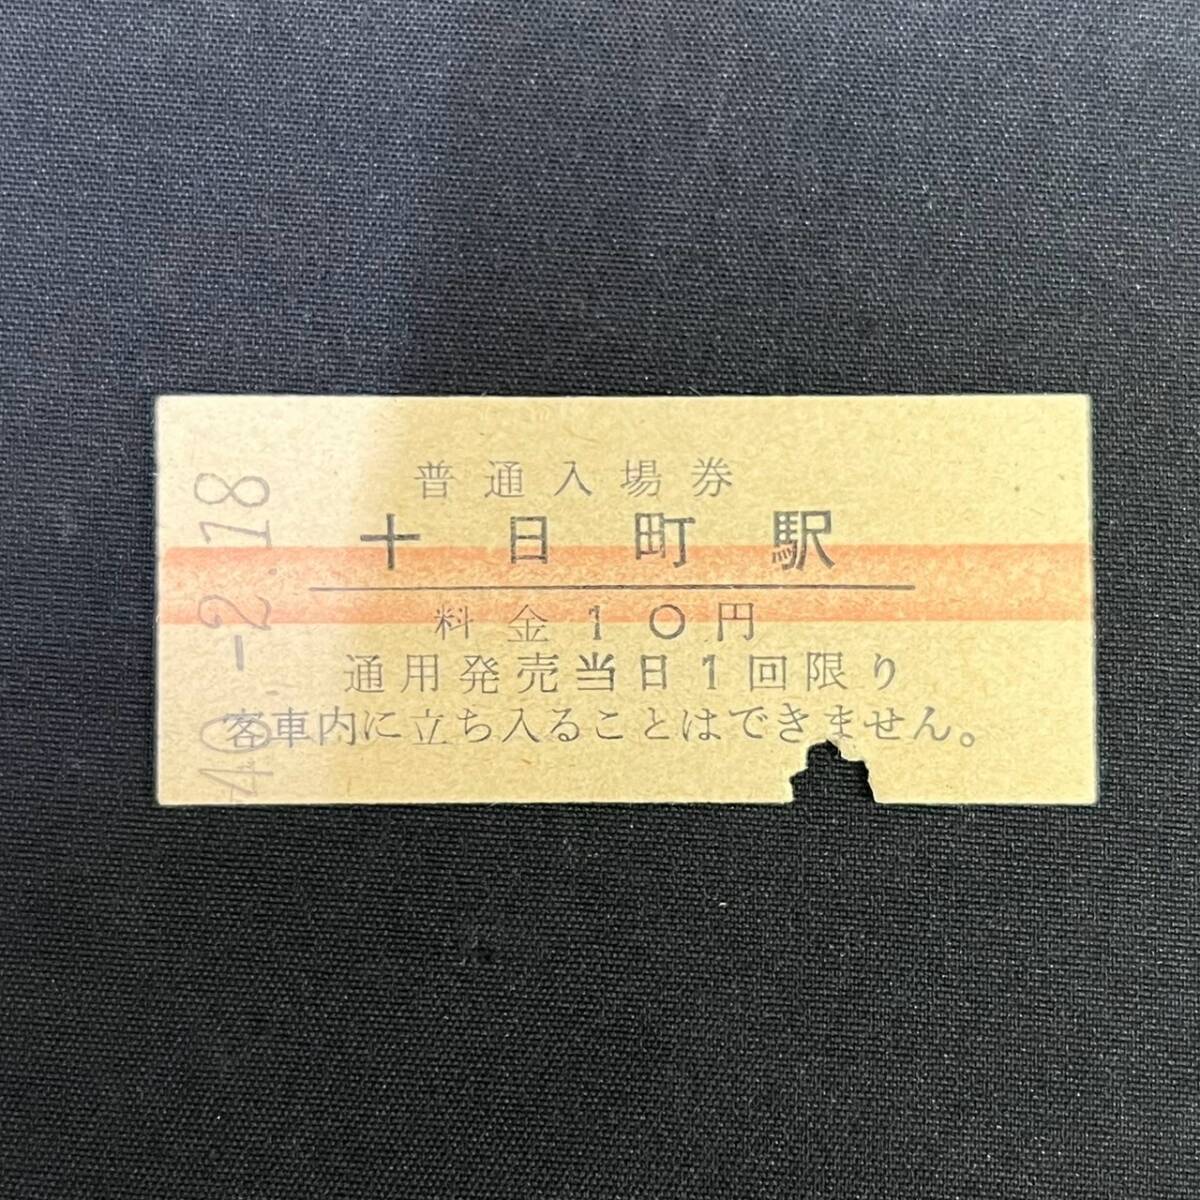 普通入場券
十日町駅
料金10円
通用発売当日1回限り
客車内に立ち入ることはできません。
40.-2.18